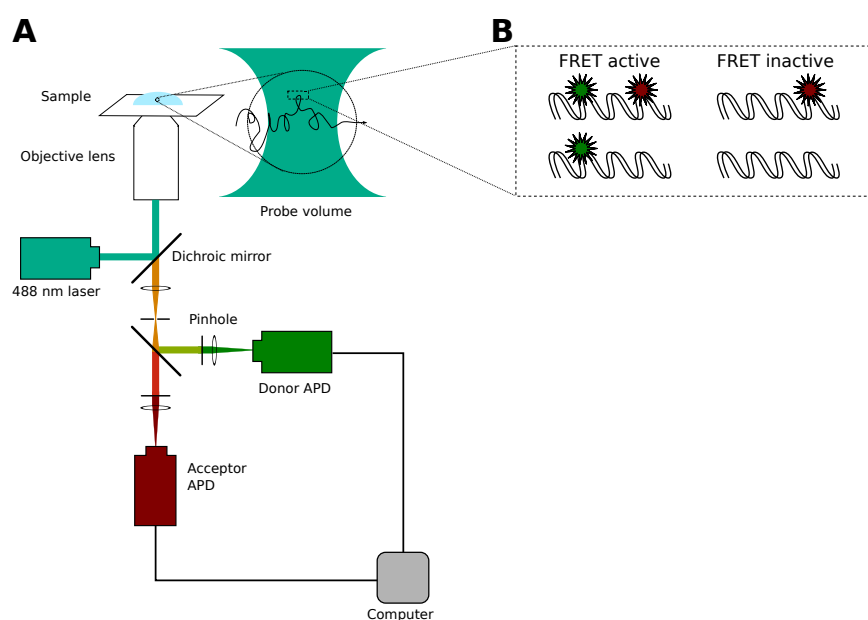 A
B
FRET active
FRET inactive
Sample
Objective lens
Probe volume
Dichroic mirror
488 nm laser
Pinhole
Donor APD
Acceptor
APD
Computer